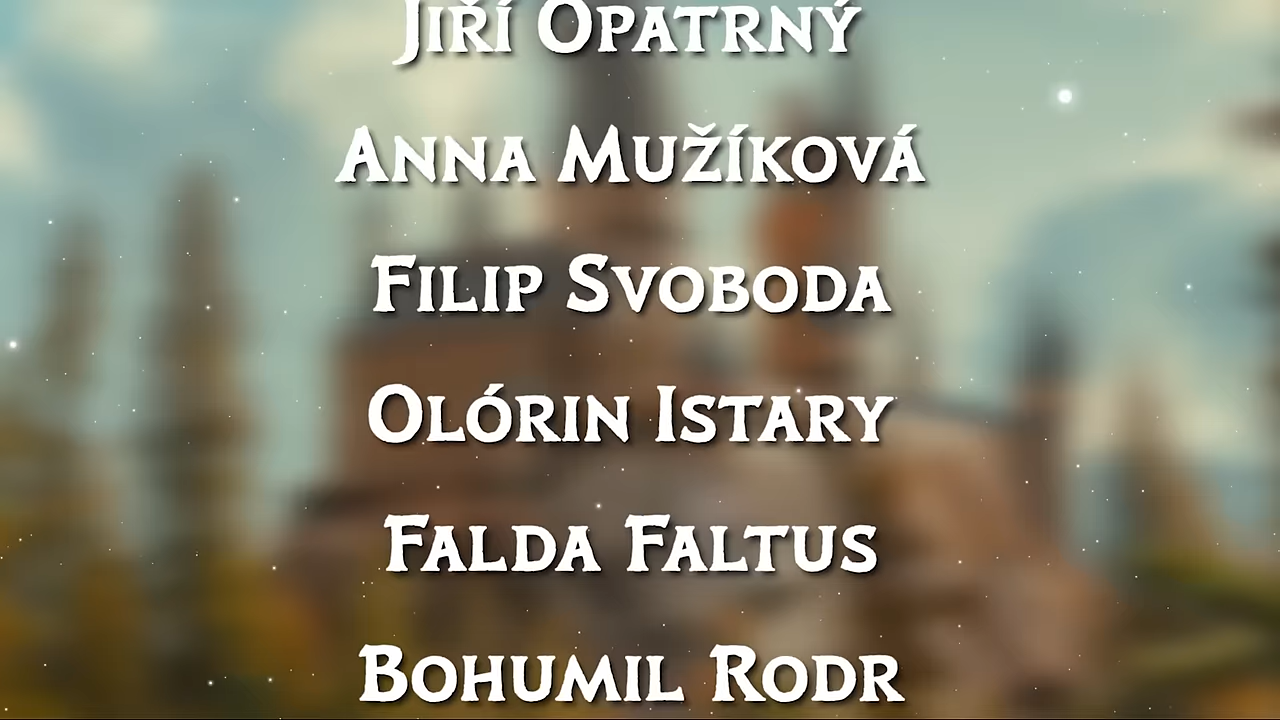 Jiří Opatrný
Anna Mužíková
Filip Svoboda
Olórin Istary
Falda Faltus
Bohumil Rodr